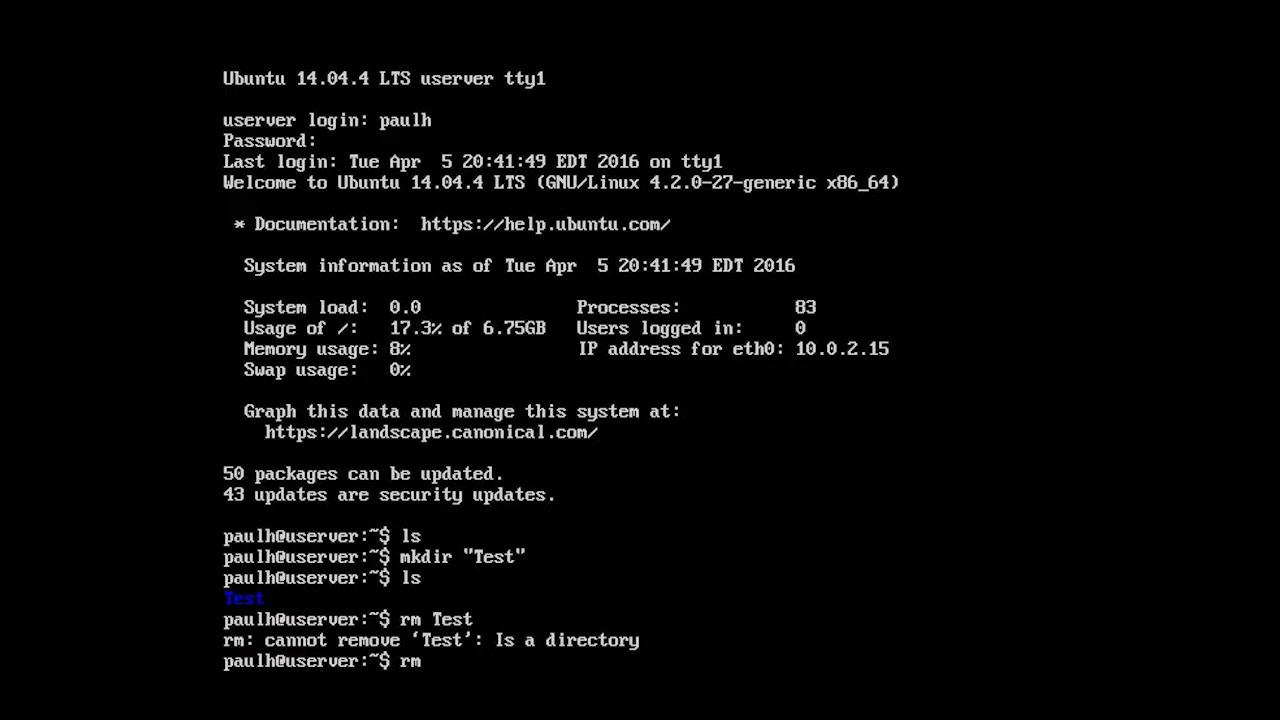 Ubuntu 14.04.4 LTS userver tty1
userver login: paulh
Password:
Last login: Tue Apr  5 20:41:49 EDT 2016 on tty1
Welcome to Ubuntu 14.04.4 LTS (GNU/Linux 4.2.0-27-generic x86_64)
* Documentation:  https://help.ubuntu.com/
System information as of Tue Apr  5 20:41:49 EDT 2016
System load:  0.0               Processes:           83
Usage of /:   17.3% of 6.75GB   Users logged in:     0
Memory usage: 8%                IP address for eth0: 10.0.2.15
Swap usage:   0%
Graph this data and manage this system at:
https://landscape.canonical.com/
50 packages can be updated.
43 updates are security updates.
paulh@userver:~$ ls
paulh@userver:~$ mkdir "Test"
paulh@userver:~$ ls
Test
paulh@userver:~$ rm Test
rm: cannot remove ‘Test’: Is a directory
paulh@userver:~$ rm